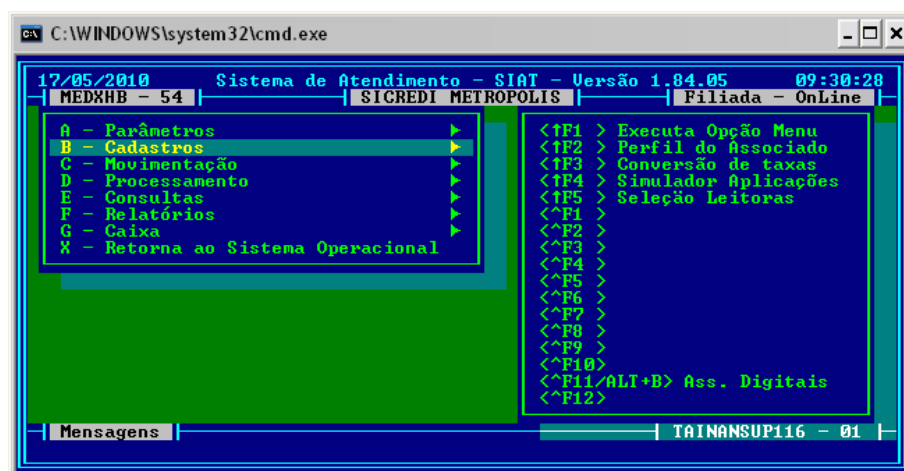 C:\WINDOWS\system32\cmd.exe
17/05/2010 Sistema de Atendimento - SIAT - Versão 1.84.05 09:30:28
MEDXHB - 54 SICREDI METROPOLIS Filiada - OnLine
A - Parâmetros
B - Cadastros
C - Movimentação
D - Processamento
E - Consultas
F - Relatórios
G - Caixa
X - Retorna ao Sistema Operacional
<↑F1 > Executa Opção Menu
<↑F2 > Perfil do Associado
<↑F3 > Conversão de taxas
<↑F4 > Simulador Aplicações
<↑F5 > Seleção Leitoras
<^F1 >
<^F2 >
<^F3 >
<^F4 >
<^F5 >
<^F6 >
<^F7 >
<^F8 >
<^F9 >
<^F10>
<^F11/ALT+B> Ass. Digitais
<^F12>
Mensagens TAINANSUP116 - 01